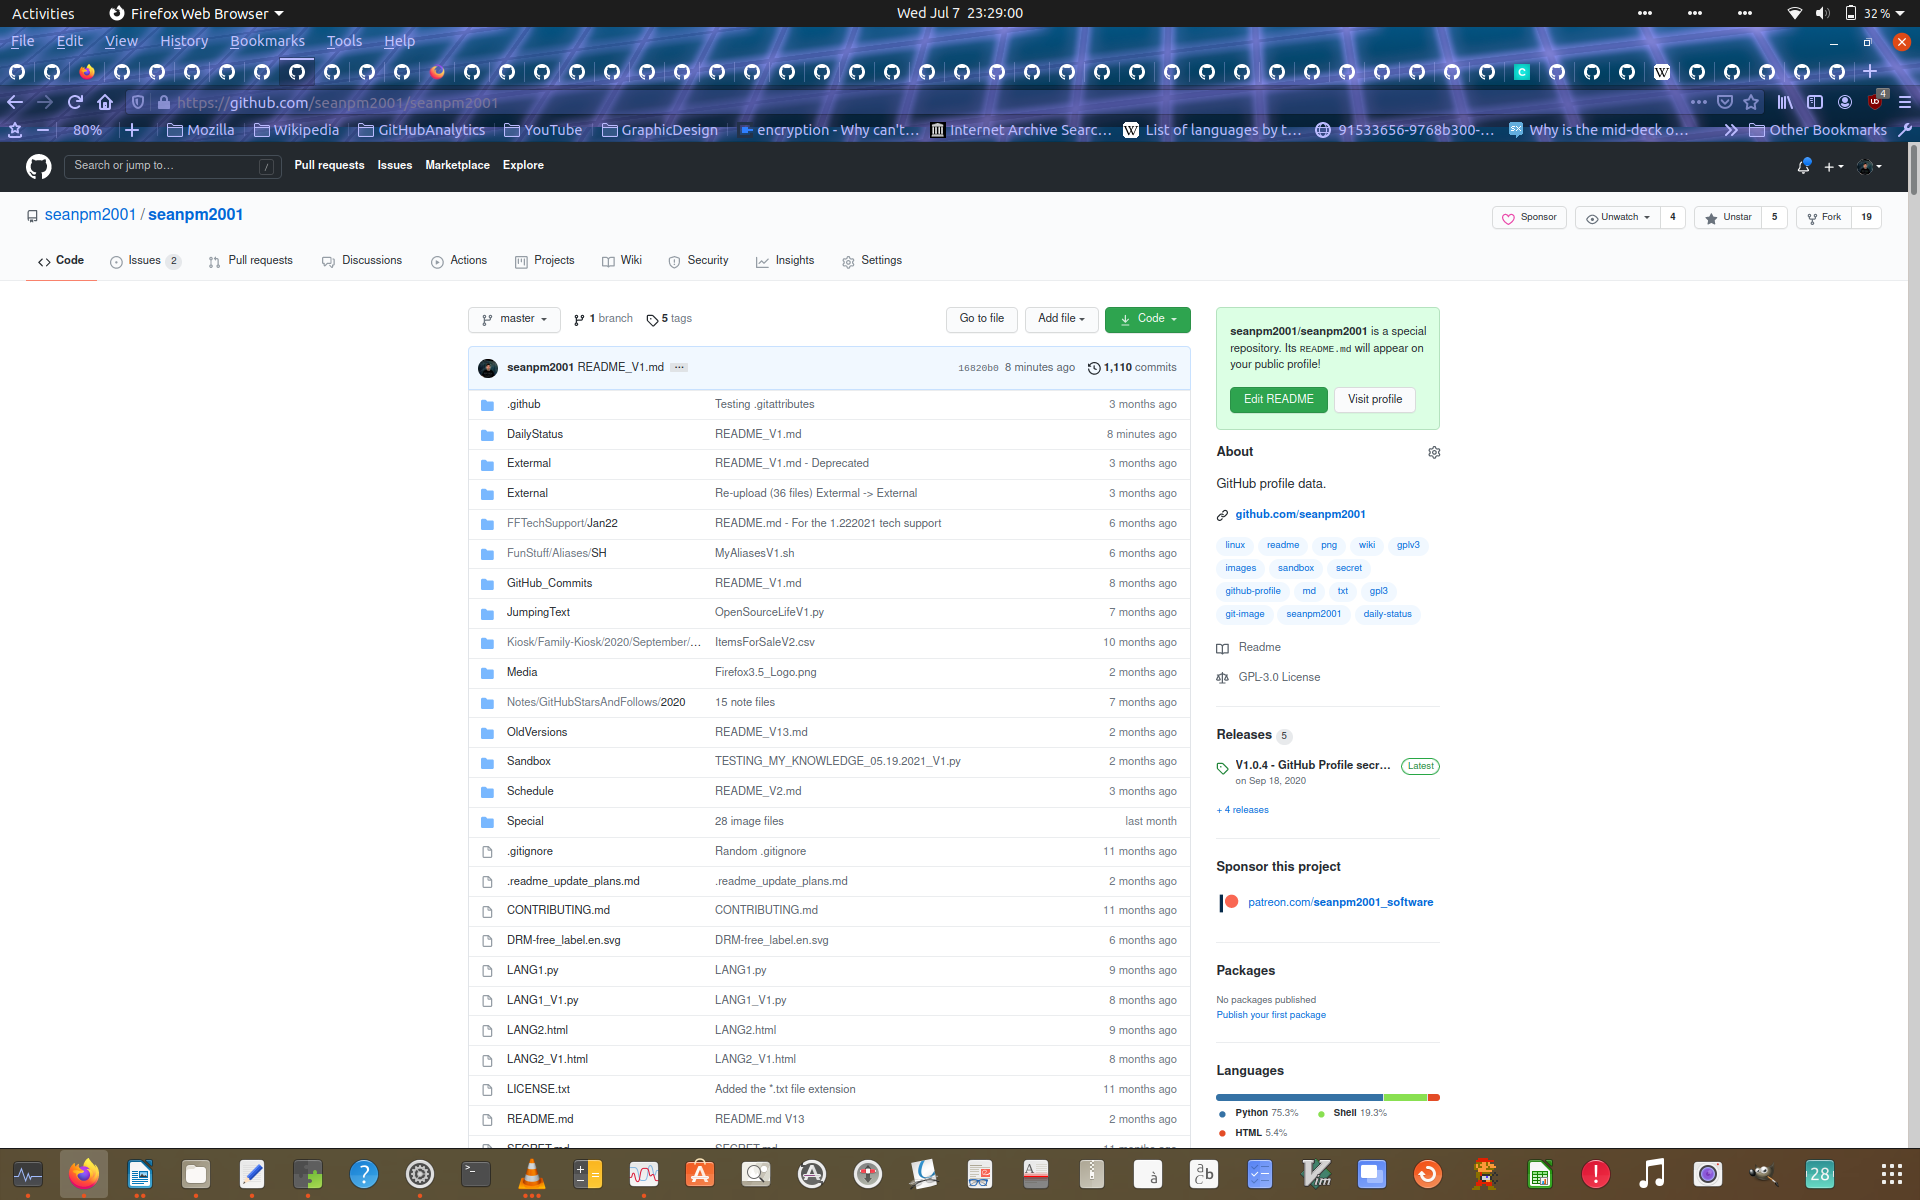 Activities Firefox Web Browser Wed Jul 7 23:29:00 32 %
File Edit View History Bookmarks Tools Help
https://github.com/seanpm2001/seanpm2001 4
80% Mozilla Wikipedia GitHubAnalytics YouTube GraphicDesign encryption - Why can't… Internet Archive Searc… List of languages by t… 91533656-9768b300-… Why is the mid-deck o… Other Bookmarks
Search or jump to… / Pull requests Issues Marketplace Explore
seanpm2001 / seanpm2001 Sponsor Unwatch 4 Unstar 5 Fork 19
Code Issues 2 Pull requests Discussions Actions Projects Wiki Security Insights Settings
master 1 branch 5 tags Go to file Add file Code
seanpm2001 README_V1.md ... 16820b0 8 minutes ago 1,110 commits
.github Testing .gitattributes 3 months ago
DailyStatus README_V1.md 8 minutes ago
Extermal README_V1.md - Deprecated 3 months ago
External Re-upload (36 files) Extermal -> External 3 months ago
FFTechSupport/Jan22 README.md - For the 1.222021 tech support 6 months ago
FunStuff/Aliases/SH MyAliasesV1.sh 6 months ago
GitHub_Commits README_V1.md 8 months ago
JumpingText OpenSourceLifeV1.py 7 months ago
Kiosk/Family-Kiosk/2020/September/… ItemsForSaleV2.csv 10 months ago
Media Firefox3.5_Logo.png 2 months ago
Notes/GitHubStarsAndFollows/2020 15 note files 7 months ago
OldVersions README_V13.md 2 months ago
Sandbox TESTING_MY_KNOWLEDGE_05.19.2021_V1.py 2 months ago
Schedule README_V2.md 3 months ago
Special 28 image files last month
.gitignore Random .gitignore 11 months ago
.readme_update_plans.md .readme_update_plans.md 2 months ago
CONTRIBUTING.md CONTRIBUTING.md 11 months ago
DRM-free_label.en.svg DRM-free_label.en.svg 6 months ago
LANG1.py LANG1.py 9 months ago
LANG1_V1.py LANG1_V1.py 8 months ago
LANG2.html LANG2.html 9 months ago
LANG2_V1.html LANG2_V1.html 8 months ago
LICENSE.txt Added the *.txt file extension 11 months ago
README.md README.md V13 2 months ago
SECRET.md SECRET.md 11 months ago
seanpm2001/seanpm2001 is a special
repository. Its README.md will appear on
your public profile!
Edit README Visit profile
About
GitHub profile data.
github.com/seanpm2001
linux readme png wiki gplv3
images sandbox secret
github-profile md txt gpl3
git-image seanpm2001 daily-status
Readme
GPL-3.0 License
Releases 5
V1.0.4 - GitHub Profile secr… Latest
on Sep 18, 2020
+ 4 releases
Sponsor this project
patreon.com/seanpm2001_software
Packages
No packages published
Publish your first package
Languages
Python 75.3% Shell 19.3%
HTML 5.4%
28